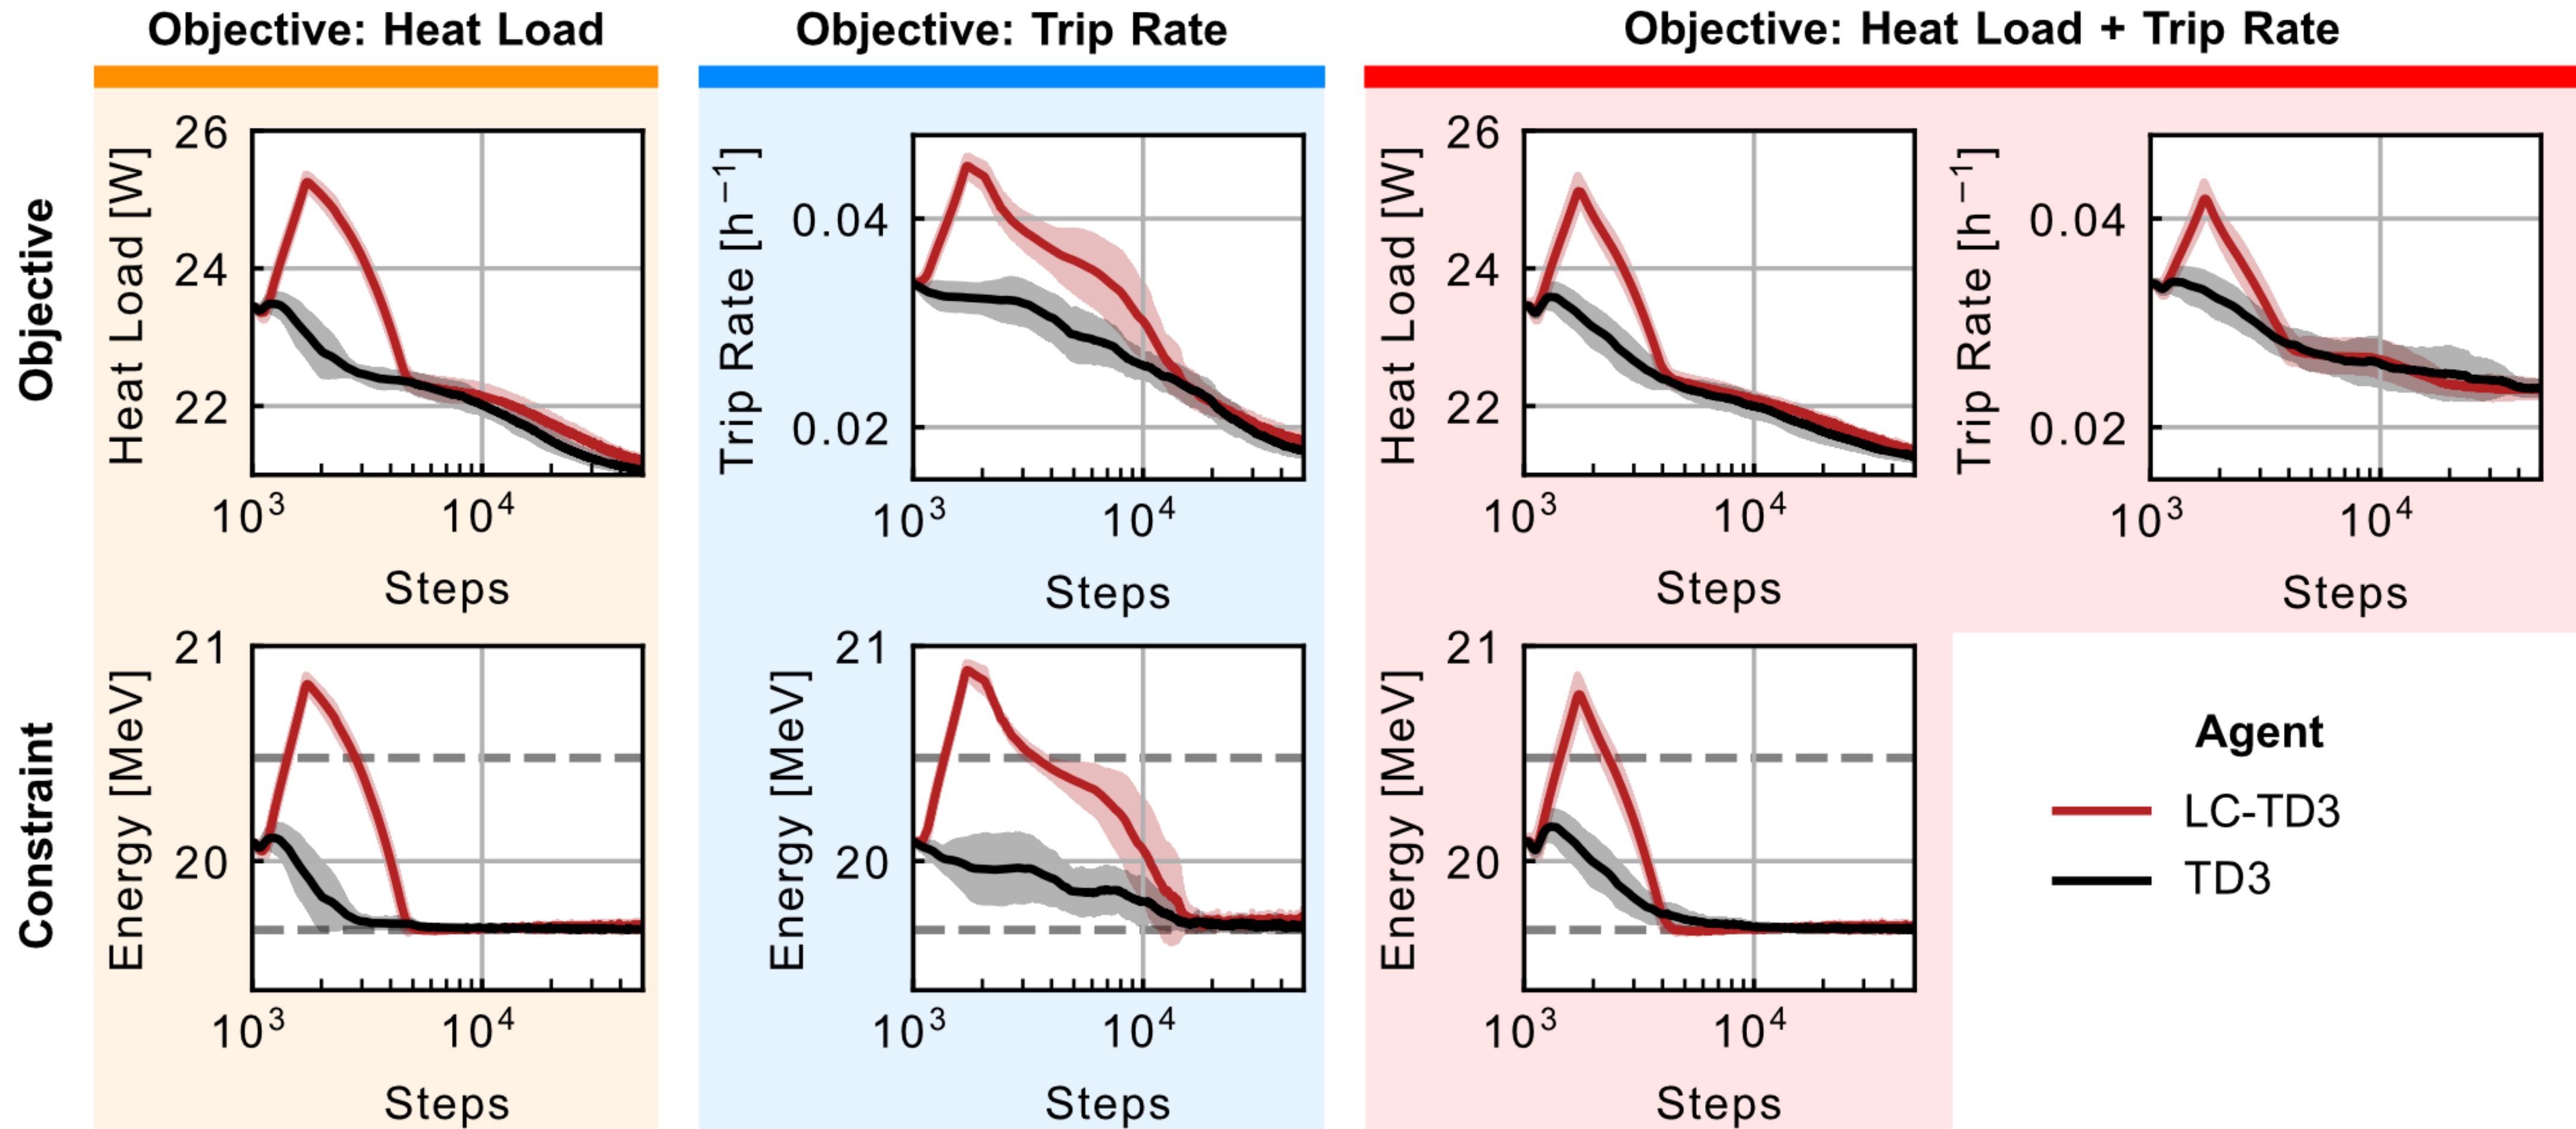 Objective: Heat Load
Objective: Trip Rate
Objective: Heat Load + Trip Rate
Objective
Heat Load [W]
26
24
22
10³
10⁴
Steps
Trip Rate [h⁻¹]
0.04
0.02
10³
10⁴
Steps
Heat Load [W]
26
24
22
10³
10⁴
Steps
Trip Rate [h⁻¹]
0.04
0.02
10³
10⁴
Steps
Constraint
Energy [MeV]
21
20
10³
10⁴
Steps
Energy [MeV]
21
20
10³
10⁴
Steps
Energy [MeV]
21
20
10³
10⁴
Steps
Agent
LC-TD3
TD3